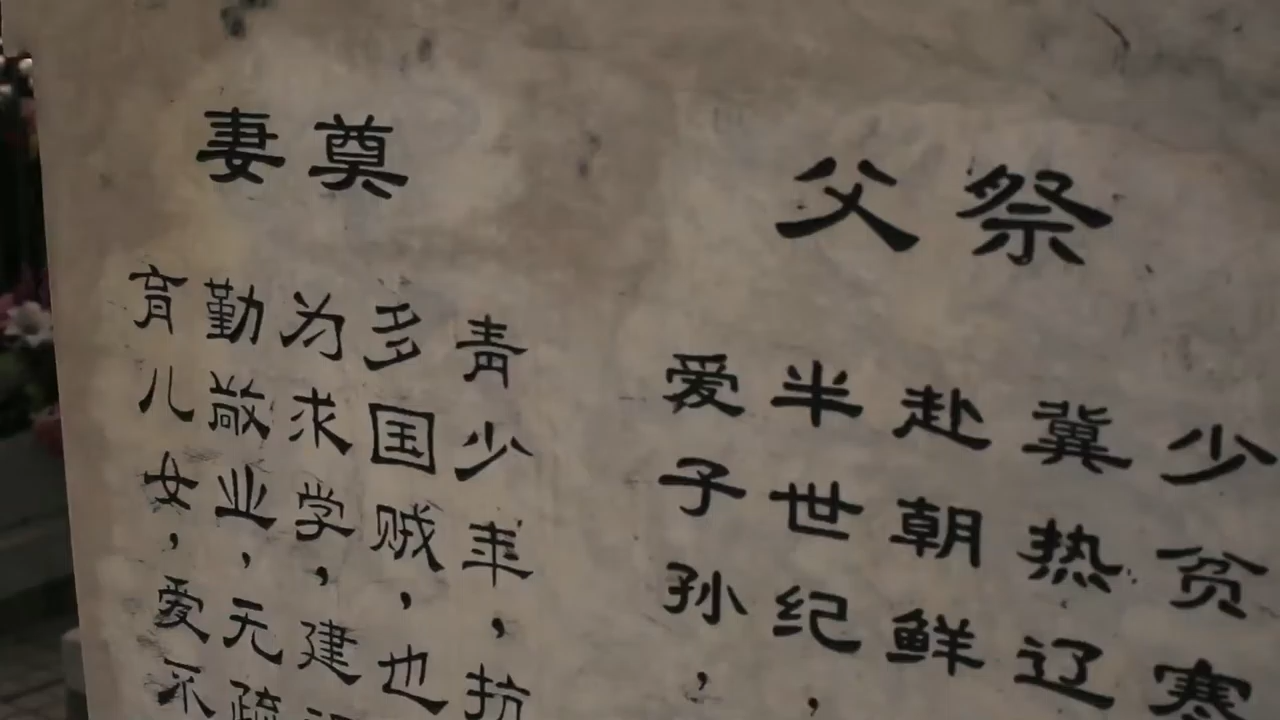 祭父
少贫寒
冀热辽
赴朝鲜
半世纪，
爱子孙，
奠妻
青少年，抗
多国贼，也
为求学，建
勤敬业，无疏
育儿女，爱